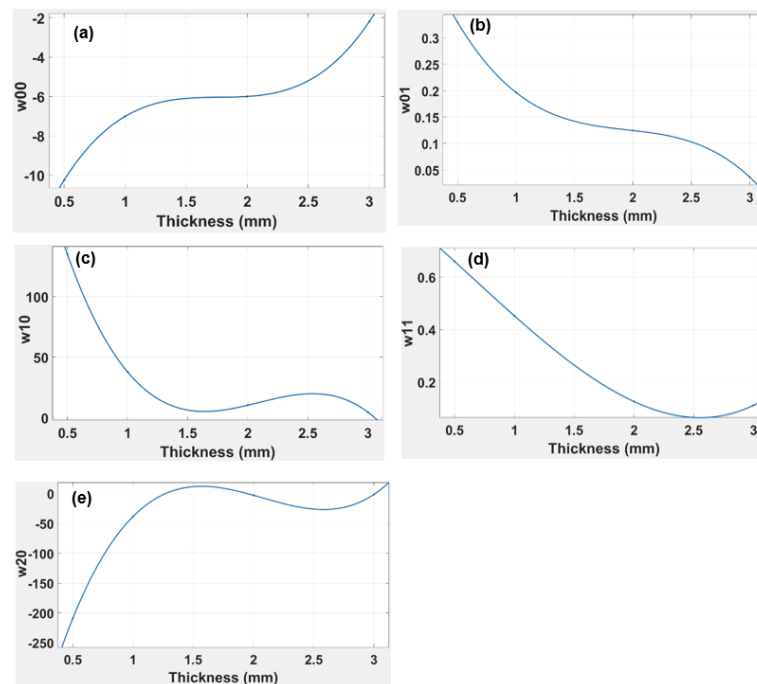 (a)
w00
-2
-4
-6
-8
-10
0.5 1 1.5 2 2.5 3
Thickness (mm)
(b)
w01
0.3
0.25
0.2
0.15
0.1
0.05
0.5 1 1.5 2 2.5 3
Thickness (mm)
(c)
w10
100
50
0
0.5 1 1.5 2 2.5 3
Thickness (mm)
(d)
w11
0.6
0.4
0.2
0.5 1 1.5 2 2.5 3
Thickness (mm)
(e)
w20
0
-50
-100
-150
-200
-250
0.5 1 1.5 2 2.5 3
Thickness (mm)